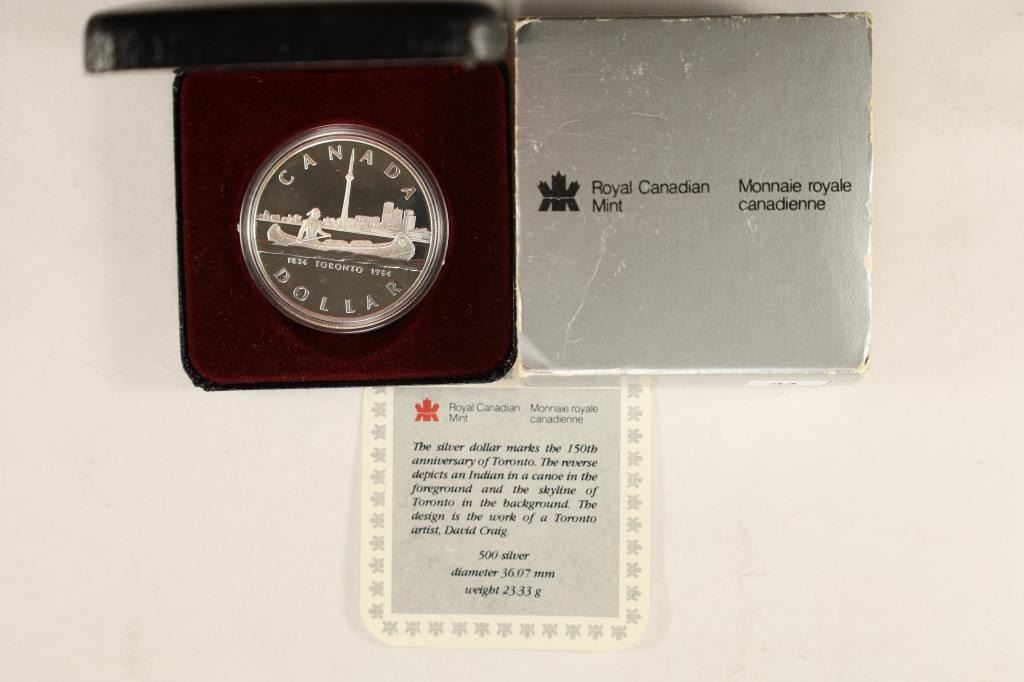 CANADA
1834 TORONTO 1984
DOLLAR
Royal Canadian Mint
Monnaie royale canadienne
Royal Canadian Mint
Monnaie royale canadienne
The silver dollar marks the 150th
anniversary of Toronto. The reverse
depicts an Indian in a canoe in the
foreground and the skyline of
Toronto in the background. The
design is the work of a Toronto
artist, David Craig.
500 silver
diameter 36.07 mm
weight 23.33 g